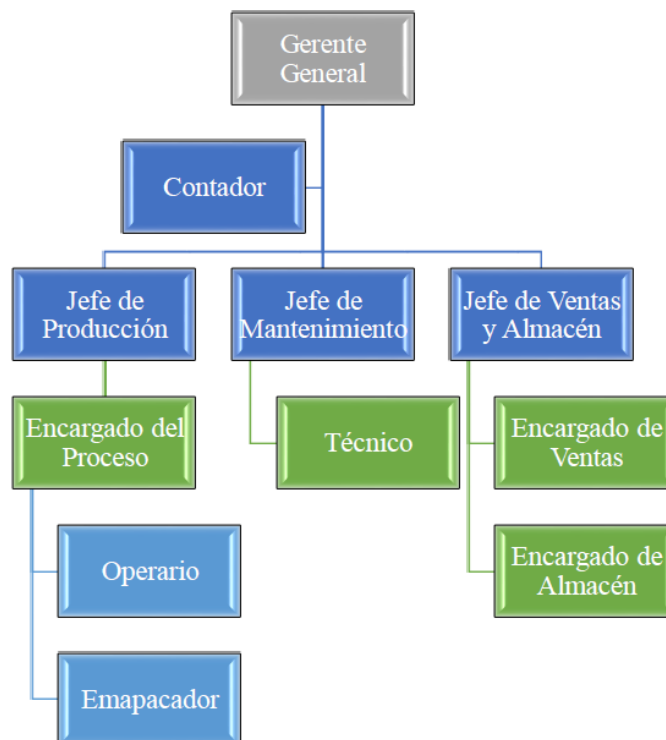 Gerente
General
Contador
Jefe de
Producción
Jefe de
Mantenimiento
Jefe de Ventas
y Almacén
Encargado del
Proceso
Técnico
Encargado de
Ventas
Operario
Encargado de
Almacén
Emapacador